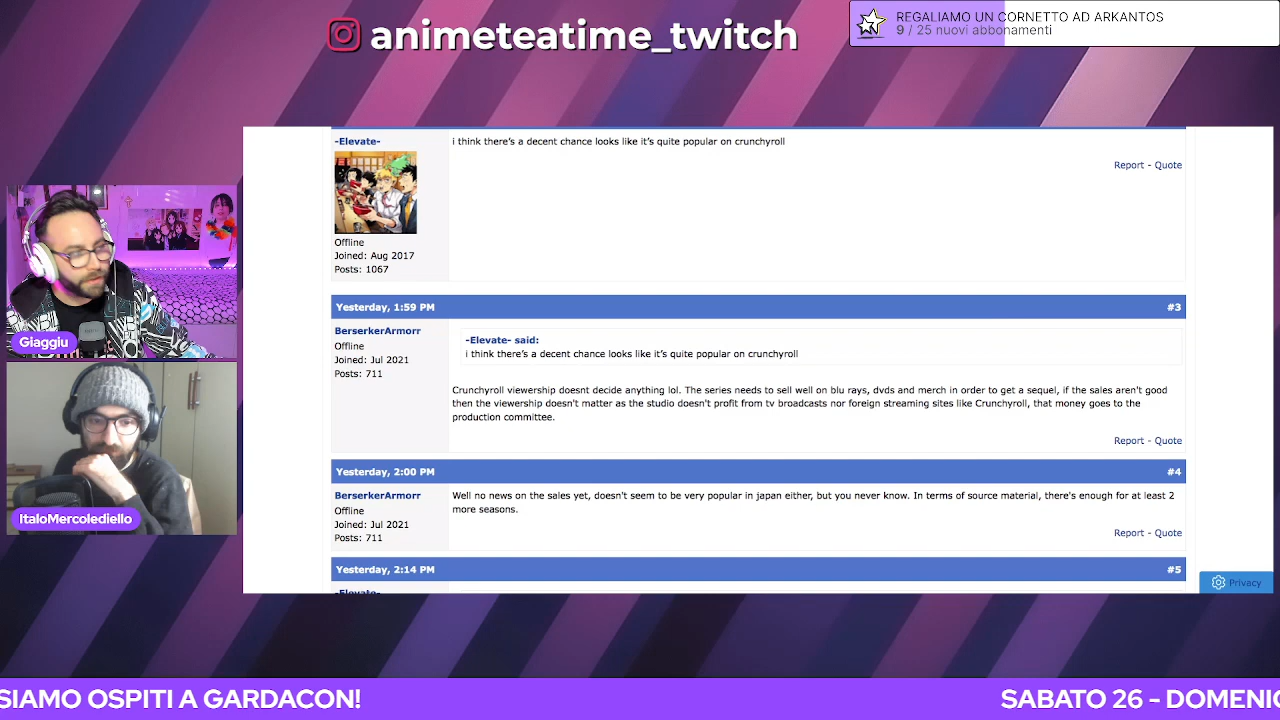 animeteatime_twitch
REGALIAMO UN CORNETTO AD ARKANTOS
9 / 25 nuovi abbonamenti
-Elevate-
i think there's a decent chance looks like it's quite popular on crunchyroll
Report - Quote
Offline
Joined: Aug 2017
Posts: 1067
Yesterday, 1:59 PM
#3
BerserkerArmorr
Offline
Joined: Jul 2021
Posts: 711
-Elevate- said:
i think there's a decent chance looks like it's quite popular on crunchyroll
Crunchyroll viewership doesnt decide anything lol. The series needs to sell well on blu rays, dvds and merch in order to get a sequel, if the sales aren't good
then the viewership doesn't matter as the studio doesn't profit from tv broadcasts nor foreign streaming sites like Crunchyroll, that money goes to the
production committee.
Report - Quote
Yesterday, 2:00 PM
#4
BerserkerArmorr
Offline
Joined: Jul 2021
Posts: 711
Well no news on the sales yet, doesn't seem to be very popular in japan either, but you never know. In terms of source material, there's enough for at least 2
more seasons.
Report - Quote
Yesterday, 2:14 PM
#5
-Elevate-
Privacy
Giaggiu
ItaloMercolediello
SIAMO OSPITI A GARDACON!
SABATO 26 - DOMENIC